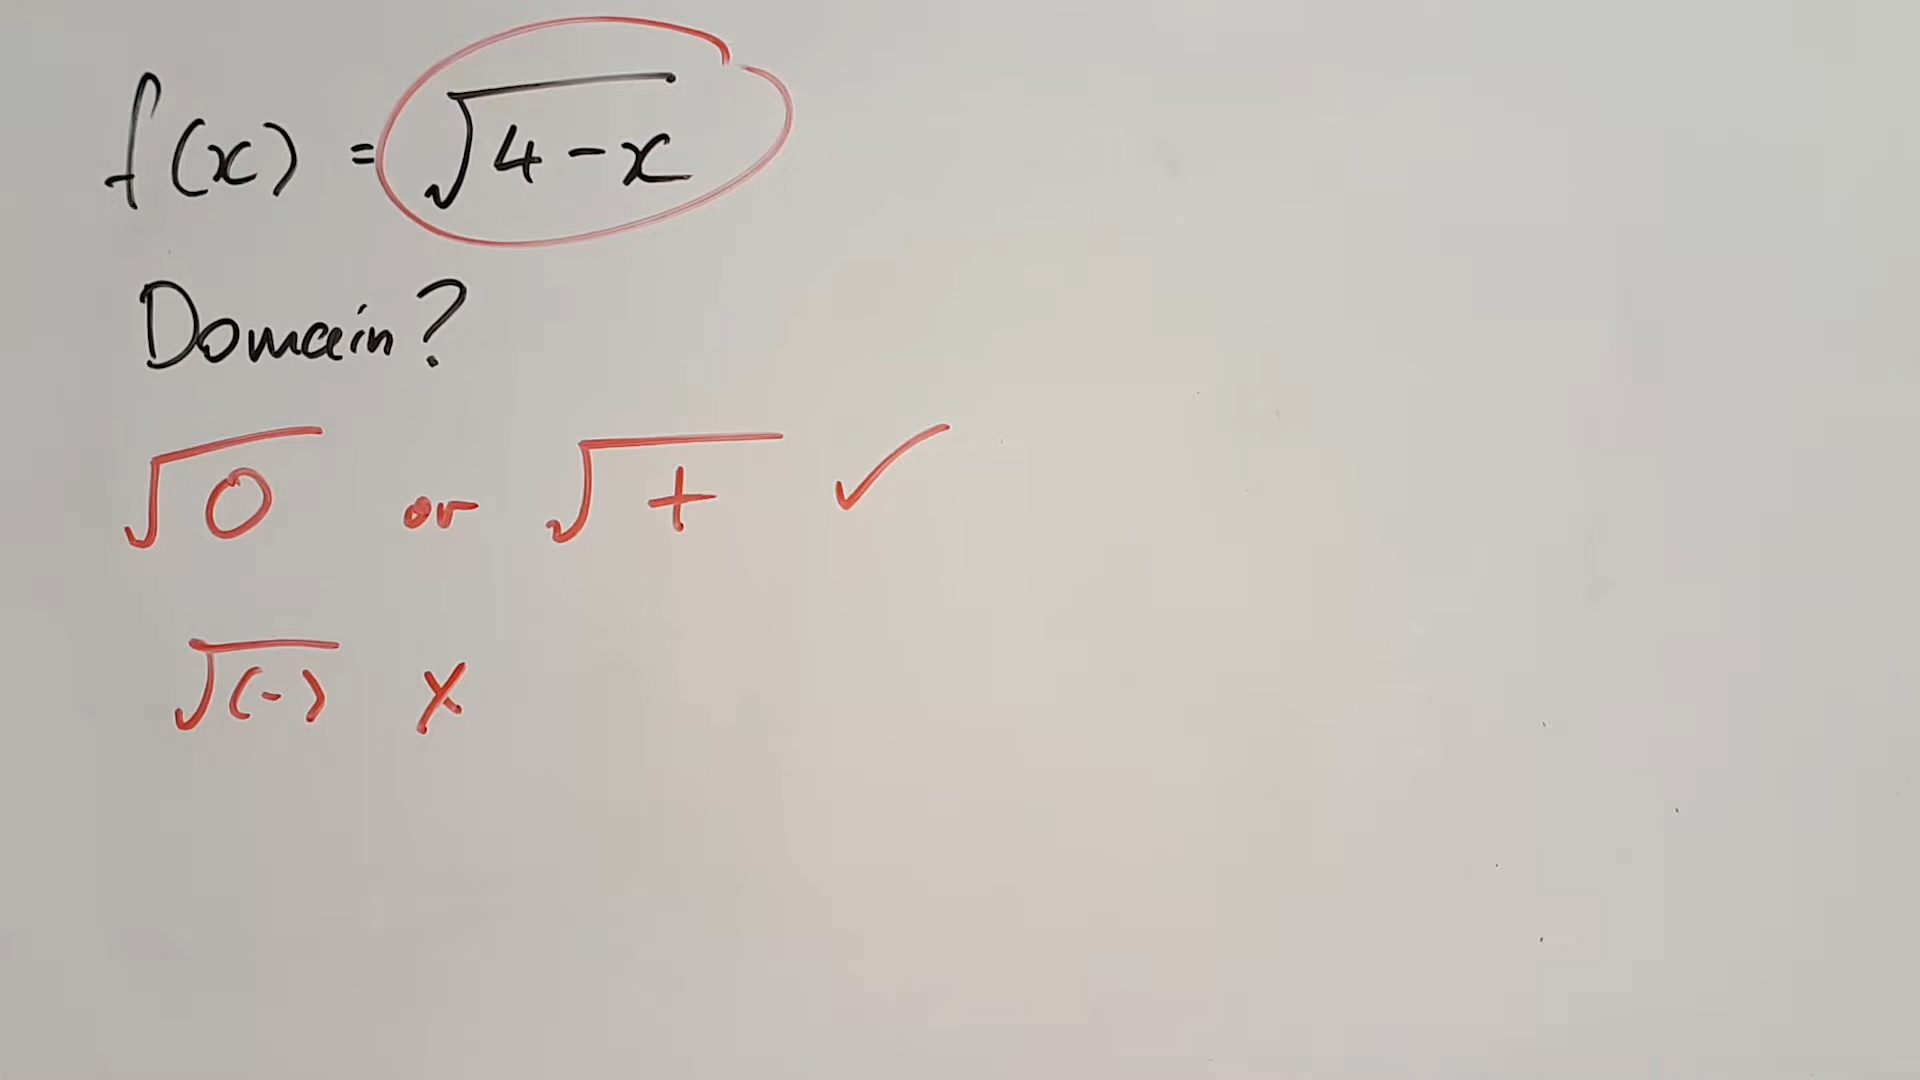 f(x) = √4-x
Domain?
√0 or √+ ✓
√(-) X